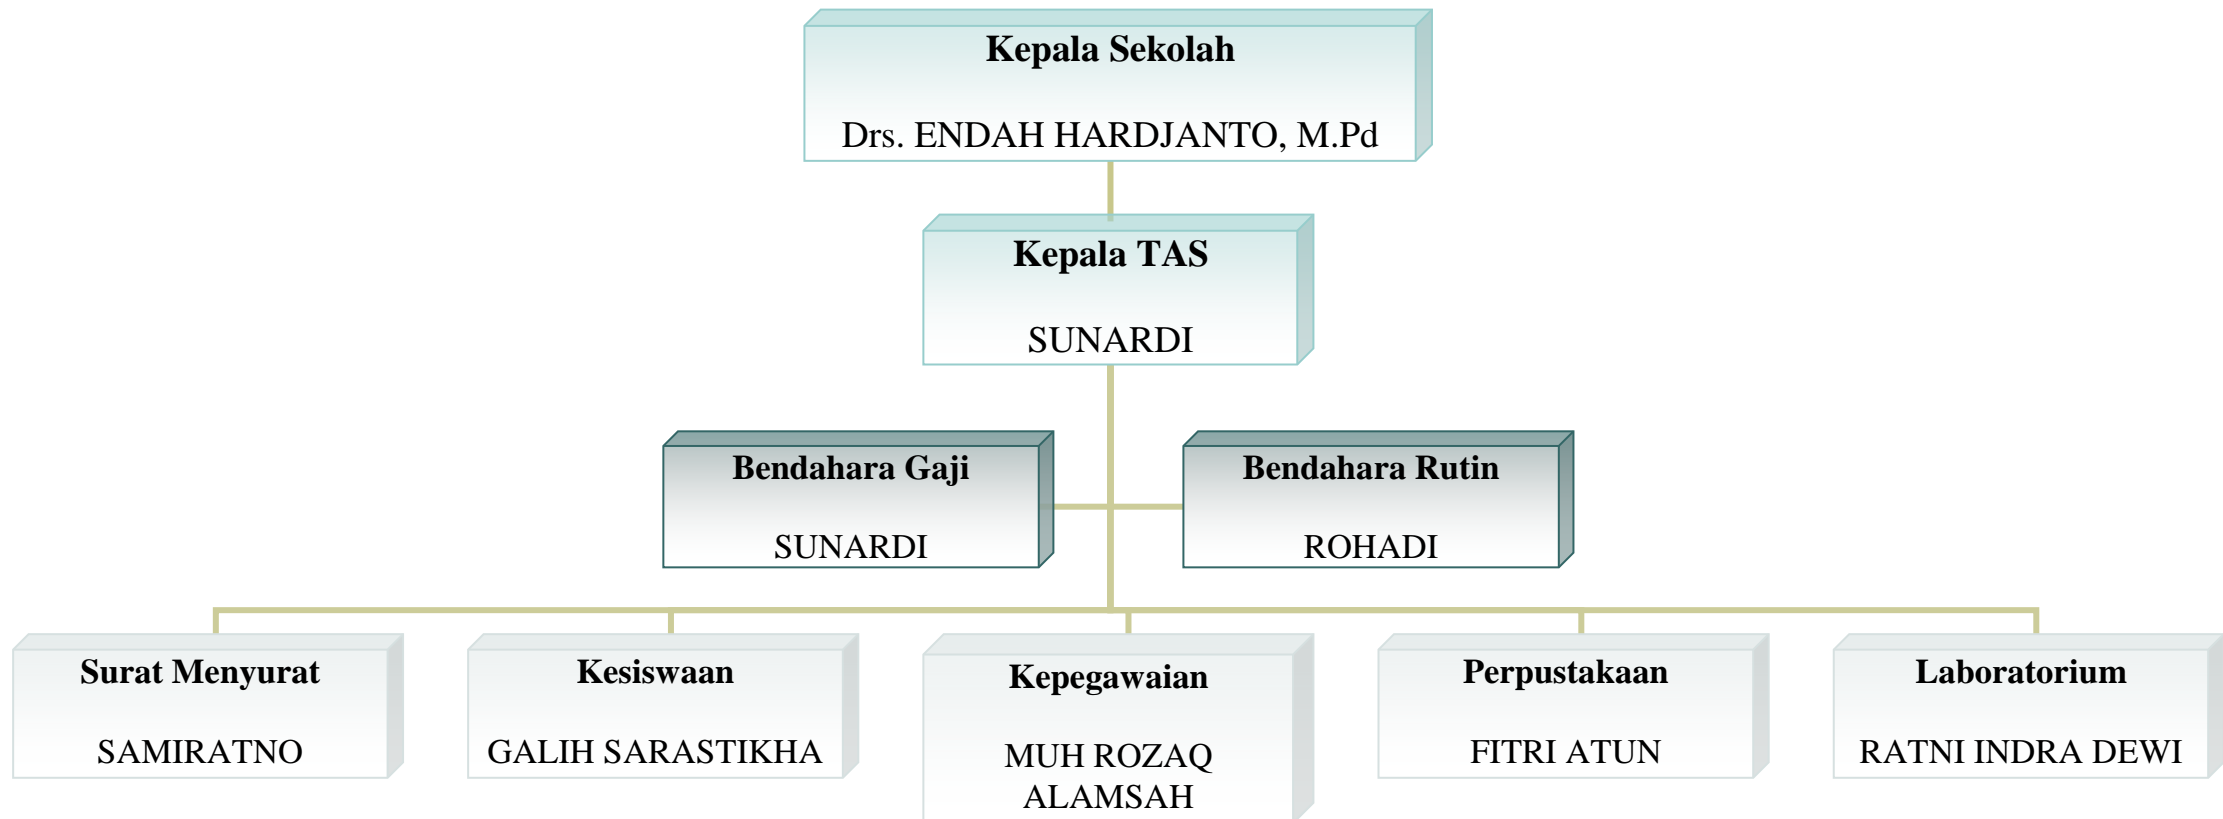 Kepala Sekolah
Drs. ENDAH HARDJANTO, M.Pd
Kepala TAS
SUNARDI
Bendahara Gaji
SUNARDI
Bendahara Rutin
ROHADI
Surat Menyurat
SAMIRATNO
Kesiswaan
GALIH SARASTIKHA
Kepegawaian
MUH ROZAQ
ALAMSAH
Perpustakaan
FITRI ATUN
Laboratorium
RATNI INDRA DEWI